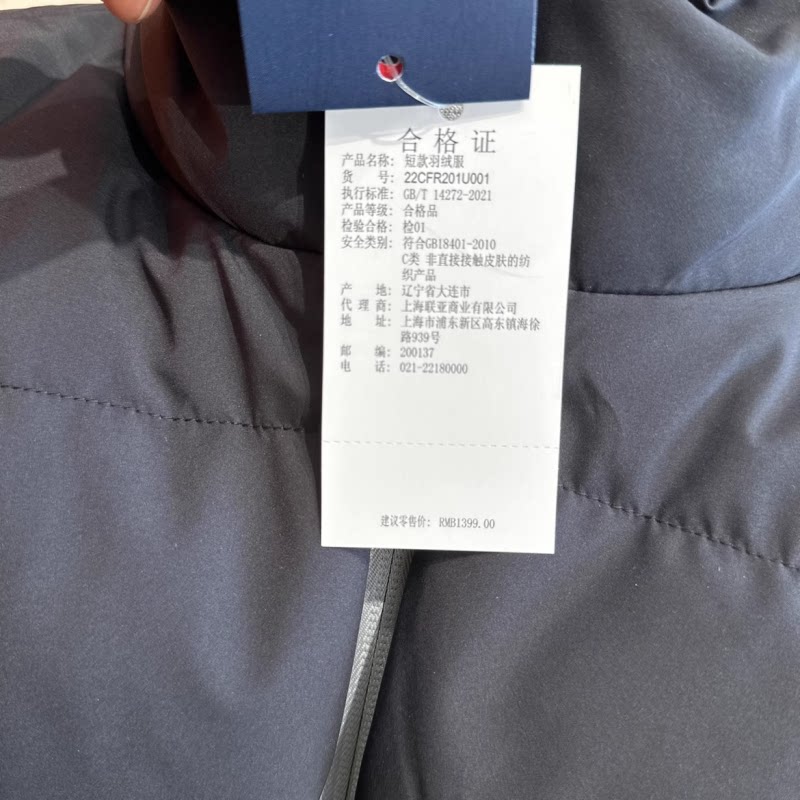 合格证
产品名称: 短款羽绒服
货 号: 22CFR201U001
执行标准: GB/T 14272-2021
产品等级: 合格品
检验合格: 检01
安全类别: 符合GB18401-2010
C类 非直接接触皮肤的纺
织产品
产 地: 辽宁省大连市
代 理 商: 上海联亚商业有限公司
地 址: 上海市浦东新区高东镇海徐
路939号
邮 编: 200137
电 话: 021-22180000
建议零售价: RMB1399.00